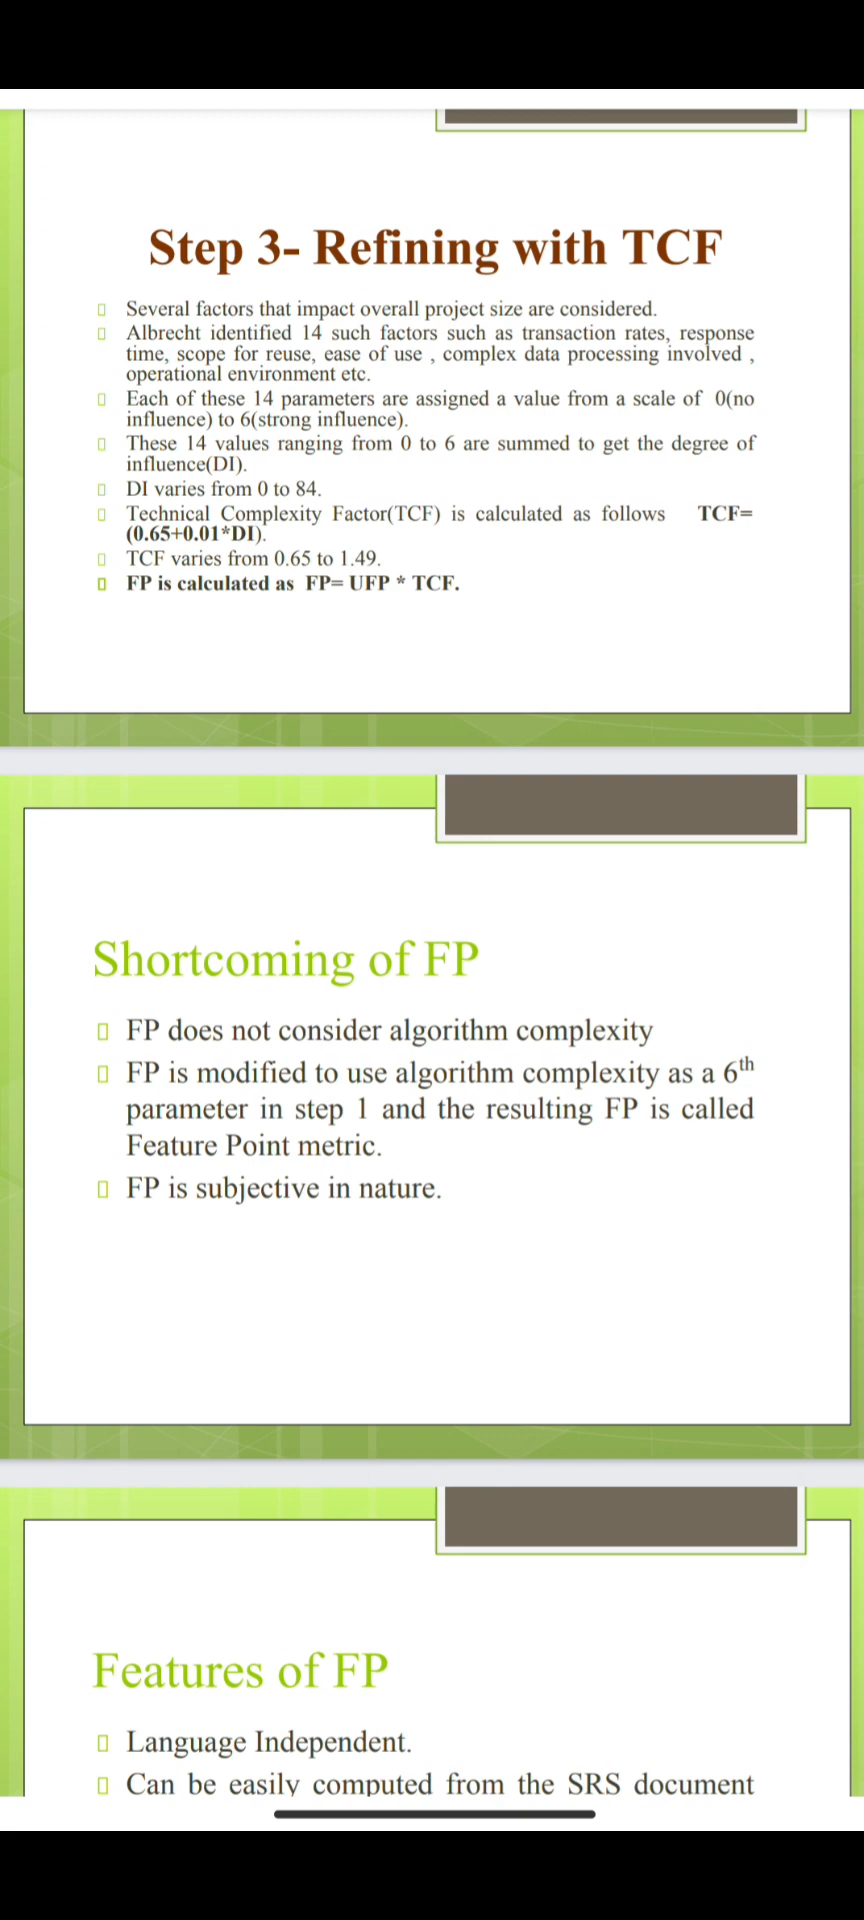 Step 3- Refining with TCF
Several factors that impact overall project size are considered.
Albrecht identified 14 such factors such as transaction rates, response
time, scope for reuse, ease of use , complex data processing involved ,
operational environment etc.
Each of these 14 parameters are assigned a value from a scale of 0(no
influence) to 6(strong influence).
These 14 values ranging from 0 to 6 are summed to get the degree of
influence(DI).
DI varies from 0 to 84.
Technical Complexity Factor(TCF) is calculated as follows TCF=
(0.65+0.01*DI).
TCF varies from 0.65 to 1.49.
FP is calculated as FP= UFP * TCF.
Shortcoming of FP
FP does not consider algorithm complexity
FP is modified to use algorithm complexity as a 6th
parameter in step 1 and the resulting FP is called
Feature Point metric.
FP is subjective in nature.
Features of FP
Language Independent.
Can be easily computed from the SRS document